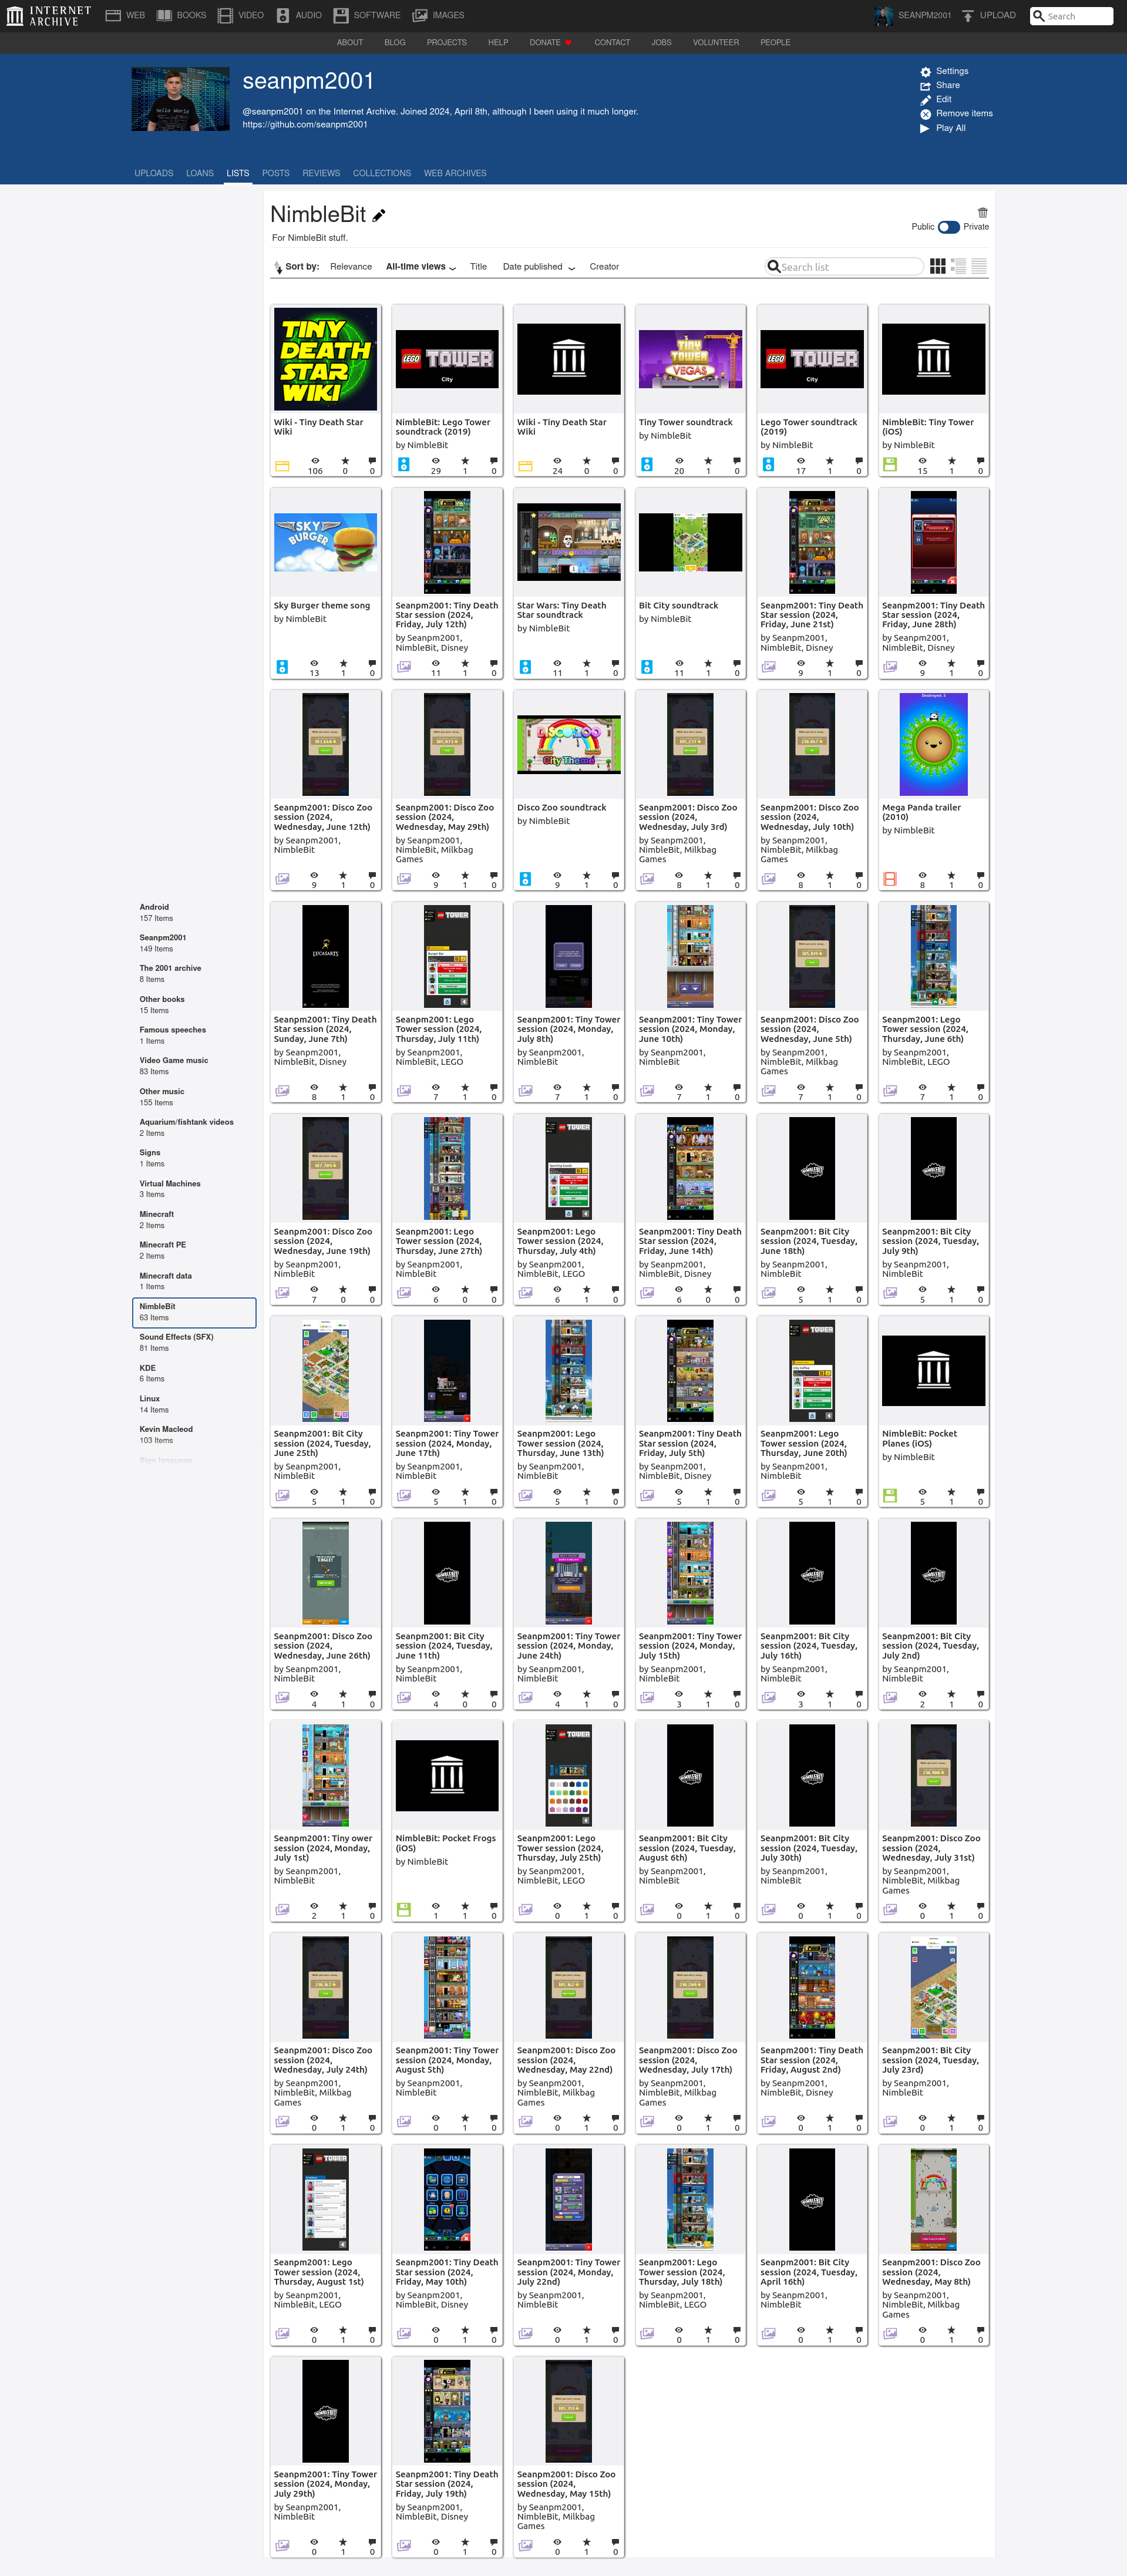 INTERNET ARCHIVE WEB BOOKS VIDEO AUDIO SOFTWARE IMAGES SEANPM2001 UPLOAD Search
ABOUT BLOG PROJECTS HELP DONATE CONTACT JOBS VOLUNTEER PEOPLE
seanpm2001
@seanpm2001 on the Internet Archive. Joined 2024, April 8th, although I been using it much longer.
https://github.com/seanpm2001
Settings
Share
Edit
Remove items
Play All
UPLOADS LOANS LISTS POSTS REVIEWS COLLECTIONS WEB ARCHIVES
NimbleBit
For NimbleBit stuff.
Public Private
Sort by: Relevance All-time views Title Date published Creator
Search list
Android
157 Items
Seanpm2001
149 Items
The 2001 archive
8 Items
Other books
15 Items
Famous speeches
1 Items
Video Game music
83 Items
Other music
155 Items
Aquarium/fishtank videos
2 Items
Signs
1 Items
Virtual Machines
3 Items
Minecraft
2 Items
Minecraft PE
2 Items
Minecraft data
1 Items
NimbleBit
63 Items
Sound Effects (SFX)
81 Items
KDE
6 Items
Linux
14 Items
Kevin Macleod
103 Items
Sign language
TINY DEATH STAR WIKI
Wiki - Tiny Death Star Wiki
106 0 0
LEGO TOWER
City
NimbleBit: Lego Tower soundtrack (2019)
by NimbleBit
29 1 0
Wiki - Tiny Death Star Wiki
24 0 0
TINY TOWER VEGAS
Tiny Tower soundtrack
by NimbleBit
20 1 0
LEGO TOWER
City
Lego Tower soundtrack (2019)
by NimbleBit
17 1 0
NimbleBit: Tiny Tower (iOS)
by NimbleBit
15 1 0
SKY BURGER
Sky Burger theme song
by NimbleBit
13 1 0
Seanpm2001: Tiny Death Star session (2024, Friday, July 12th)
by Seanpm2001, NimbleBit, Disney
11 1 0
Star Wars: Tiny Death Star soundtrack
by NimbleBit
11 1 0
Bit City soundtrack
by NimbleBit
11 1 0
Seanpm2001: Tiny Death Star session (2024, Friday, June 21st)
by Seanpm2001, NimbleBit, Disney
9 1 0
Seanpm2001: Tiny Death Star session (2024, Friday, June 28th)
by Seanpm2001, NimbleBit, Disney
9 1 0
Seanpm2001: Disco Zoo session (2024, Wednesday, June 12th)
by Seanpm2001, NimbleBit
9 1 0
Seanpm2001: Disco Zoo session (2024, Wednesday, May 29th)
by Seanpm2001, NimbleBit, Milkbag Games
9 1 0
DISCO ZOO
City Theme
Disco Zoo soundtrack
by NimbleBit
9 1 0
Seanpm2001: Disco Zoo session (2024, Wednesday, July 3rd)
by Seanpm2001, NimbleBit, Milkbag Games
8 1 0
Seanpm2001: Disco Zoo session (2024, Wednesday, July 10th)
by Seanpm2001, NimbleBit, Milkbag Games
8 1 0
Destroyed: 3
Mega Panda trailer (2010)
by NimbleBit
8 1 0
LUCASARTS
Seanpm2001: Tiny Death Star session (2024, Sunday, June 7th)
by Seanpm2001, NimbleBit, Disney
8 1 0
TOWER
Seanpm2001: Lego Tower session (2024, Thursday, July 11th)
by Seanpm2001, NimbleBit, LEGO
7 1 0
Seanpm2001: Tiny Tower session (2024, Monday, July 8th)
by Seanpm2001, NimbleBit
7 1 0
Seanpm2001: Tiny Tower session (2024, Monday, June 10th)
by Seanpm2001, NimbleBit
7 1 0
Seanpm2001: Disco Zoo session (2024, Wednesday, June 5th)
by Seanpm2001, NimbleBit, Milkbag Games
7 1 0
Seanpm2001: Lego Tower session (2024, Thursday, June 6th)
by Seanpm2001, NimbleBit, LEGO
7 1 0
Seanpm2001: Disco Zoo session (2024, Wednesday, June 19th)
by Seanpm2001, NimbleBit
7 0 0
Seanpm2001: Lego Tower session (2024, Thursday, June 27th)
by Seanpm2001, NimbleBit
6 0 0
TOWER
Seanpm2001: Lego Tower session (2024, Thursday, July 4th)
by Seanpm2001, NimbleBit, LEGO
6 1 0
Seanpm2001: Tiny Death Star session (2024, Friday, June 14th)
by Seanpm2001, NimbleBit, Disney
6 0 0
NIMBLEBIT
Seanpm2001: Bit City session (2024, Tuesday, June 18th)
by Seanpm2001, NimbleBit
5 1 0
NIMBLEBIT
Seanpm2001: Bit City session (2024, Tuesday, July 9th)
by Seanpm2001, NimbleBit
5 1 0
Seanpm2001: Bit City session (2024, Tuesday, June 25th)
by Seanpm2001, NimbleBit
5 1 0
Seanpm2001: Tiny Tower session (2024, Monday, June 17th)
by Seanpm2001, NimbleBit
5 1 0
Seanpm2001: Lego Tower session (2024, Thursday, June 13th)
by Seanpm2001, NimbleBit
5 1 0
Seanpm2001: Tiny Death Star session (2024, Friday, July 5th)
by Seanpm2001, NimbleBit, Disney
5 1 0
TOWER
Seanpm2001: Lego Tower session (2024, Thursday, June 20th)
by Seanpm2001, NimbleBit
5 1 0
NimbleBit: Pocket Planes (iOS)
by NimbleBit
5 1 0
Seanpm2001: Disco Zoo session (2024, Wednesday, June 26th)
by Seanpm2001, NimbleBit
4 1 0
NIMBLEBIT
Seanpm2001: Bit City session (2024, Tuesday, June 11th)
by Seanpm2001, NimbleBit
4 0 0
Seanpm2001: Tiny Tower session (2024, Monday, June 24th)
by Seanpm2001, NimbleBit
4 1 0
Seanpm2001: Tiny Tower session (2024, Monday, July 15th)
by Seanpm2001, NimbleBit
3 1 0
NIMBLEBIT
Seanpm2001: Bit City session (2024, Tuesday, July 16th)
by Seanpm2001, NimbleBit
3 1 0
NIMBLEBIT
Seanpm2001: Bit City session (2024, Tuesday, July 2nd)
by Seanpm2001, NimbleBit
2 1 0
Seanpm2001: Tiny ower session (2024, Monday, July 1st)
by Seanpm2001, NimbleBit
2 1 0
NimbleBit: Pocket Frogs (iOS)
by NimbleBit
1 1 0
TOWER
Seanpm2001: Lego Tower session (2024, Thursday, July 25th)
by Seanpm2001, NimbleBit, LEGO
0 1 0
NIMBLEBIT
Seanpm2001: Bit City session (2024, Tuesday, August 6th)
by Seanpm2001, NimbleBit
0 1 0
NIMBLEBIT
Seanpm2001: Bit City session (2024, Tuesday, July 30th)
by Seanpm2001, NimbleBit
0 1 0
Seanpm2001: Disco Zoo session (2024, Wednesday, July 31st)
by Seanpm2001, NimbleBit, Milkbag Games
0 1 0
Seanpm2001: Disco Zoo session (2024, Wednesday, July 24th)
by Seanpm2001, NimbleBit, Milkbag Games
0 1 0
Seanpm2001: Tiny Tower session (2024, Monday, August 5th)
by Seanpm2001, NimbleBit
0 1 0
Seanpm2001: Disco Zoo session (2024, Wednesday, May 22nd)
by Seanpm2001, NimbleBit, Milkbag Games
0 1 0
Seanpm2001: Disco Zoo session (2024, Wednesday, July 17th)
by Seanpm2001, NimbleBit, Milkbag Games
0 1 0
Seanpm2001: Tiny Death Star session (2024, Friday, August 2nd)
by Seanpm2001, NimbleBit, Disney
0 1 0
Seanpm2001: Bit City session (2024, Tuesday, July 23rd)
by Seanpm2001, NimbleBit
0 1 0
TOWER
Seanpm2001: Lego Tower session (2024, Thursday, August 1st)
by Seanpm2001, NimbleBit, LEGO
0 1 0
Seanpm2001: Tiny Death Star session (2024, Friday, May 10th)
by Seanpm2001, NimbleBit, Disney
0 1 0
Seanpm2001: Tiny Tower session (2024, Monday, July 22nd)
by Seanpm2001, NimbleBit
0 1 0
Seanpm2001: Lego Tower session (2024, Thursday, July 18th)
by Seanpm2001, NimbleBit, LEGO
0 1 0
NIMBLEBIT
Seanpm2001: Bit City session (2024, Tuesday, April 16th)
by Seanpm2001, NimbleBit
0 1 0
Seanpm2001: Disco Zoo session (2024, Wednesday, May 8th)
by Seanpm2001, NimbleBit, Milkbag Games
0 1 0
NIMBLEBIT
Seanpm2001: Tiny Tower session (2024, Monday, July 29th)
by Seanpm2001, NimbleBit
0 1 0
Seanpm2001: Tiny Death Star session (2024, Friday, July 19th)
by Seanpm2001, NimbleBit, Disney
0 1 0
Seanpm2001: Disco Zoo session (2024, Wednesday, May 15th)
by Seanpm2001, NimbleBit, Milkbag Games
0 1 0